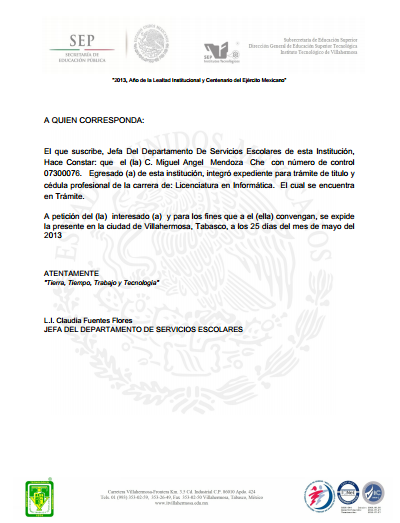 SEP
SECRETARÍA DE
EDUCACIÓN PÚBLICA
SEP
Subsecretaría de Educación Superior
Dirección General de Educación Superior Tecnológica
Instituto Tecnológico de Villahermosa
"2013, Año de la Lealtad Institucional y Centenario del Ejército Mexicano"
A QUIEN CORRESPONDA:
El que suscribe, Jefa Del Departamento De Servicios Escolares de esta Institución,
Hace Constar: que el (la) C. Miguel Angel Mendoza Che con número de control
07300076. Egresado (a) de esta institución, integró expediente para trámite de titulo y
cédula profesional de la carrera de: Licenciatura en Informática. El cual se encuentra
en Trámite.
A petición del (la) interesado (a) y para los fines que a el (ella) convengan, se expide
la presente en la ciudad de Villahermosa, Tabasco, a los 25 días del mes de mayo del
2013
ATENTAMENTE
"Tierra, Tiempo, Trabajo y Tecnología"
L.I. Claudia Fuentes Flores
JEFA DEL DEPARTAMENTO DE SERVICIOS ESCOLARES
Carretera Villahermosa-Frontera Km. 3.5 Cd. Industrial C.P. 86010 Apdo. 424
Tels. 01 (993) 353-02-59, 353-26-49, Fax 353-02-59 Villahermosa, Tabasco, México
www.itvillahermosa.edu.mx